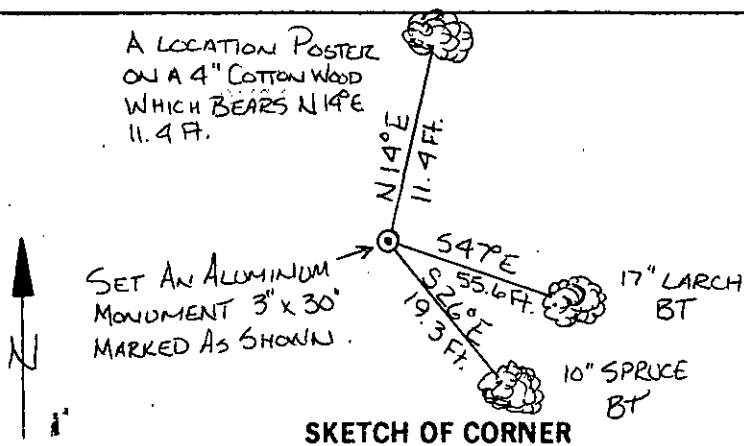 A LOCATION POSTER
ON A 4" COTTONWOOD
WHICH BEARS N14°E
11.4 FT.
N14°E
11.4 FT.
S47°E
55.6 FT.
17" LARCH
BT
SET AN ALUMINUM
MONUMENT 3" x 30"
MARKED AS SHOWN.
S26°E
19.3 FT.
10" SPRUCE
BT
N
SKETCH OF CORNER